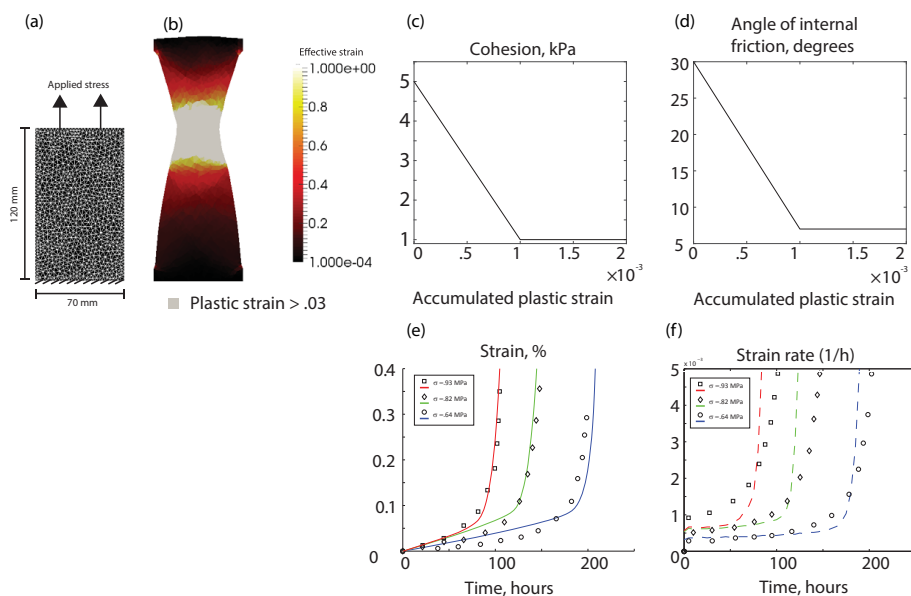 (a)
(b)
(c)
(d)
Effective strain
1.000e+00
0.8
0.6
0.4
0.2
1.000e-04
Applied stress
120 mm
70 mm
Plastic strain > .03
Cohesion, kPa
5
4
3
2
1
0 .5 1 1.5 2
×10⁻³
Accumulated plastic strain
Angle of internal
friction, degrees
30
25
20
15
10
5
0 .5 1 1.5 2
×10⁻³
Accumulated plastic strain
(e)
Strain, %
0.4
0.3
0.2
0.1
0
σ =.93 MPa
σ =.82 MPa
σ =.64 MPa
0 100 200
Time, hours
(f)
Strain rate (1/h)
5
4
3
2
1
0
σ =.93 MPa
σ =.82 MPa
σ =.64 MPa
0 100 200
Time, hours